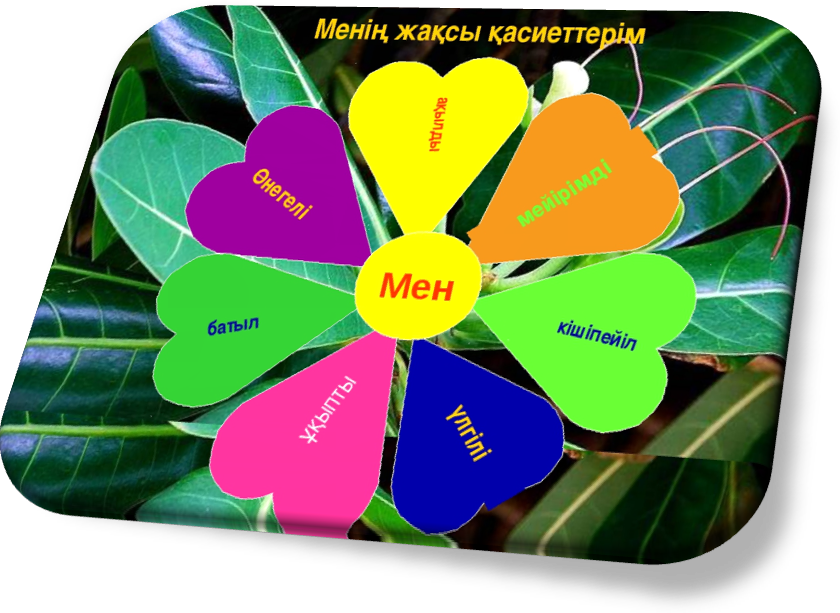 Менің жақсы қасиеттерім
ақылды
мейірімді
кішіпейіл
үлгілі
ұқыпты
батыл
Өнегелі
Мен